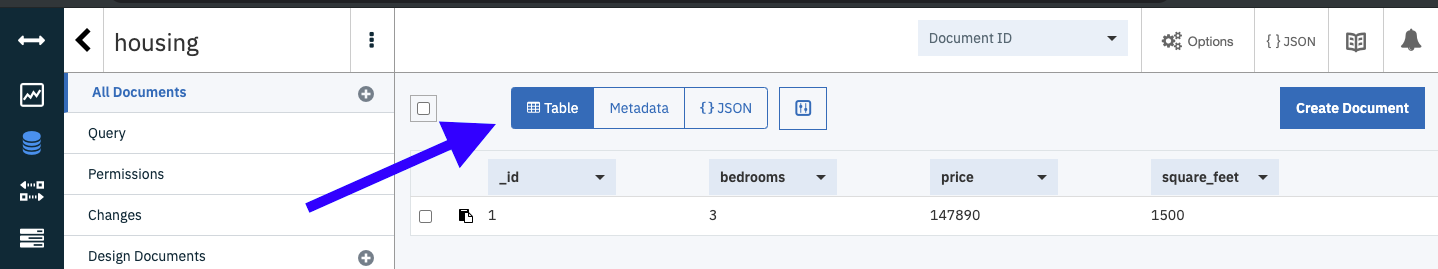 housing
Document ID
Options
{ } JSON
All Documents
Query
Permissions
Changes
Design Documents
Table
Metadata
{ } JSON
Create Document
_id bedrooms price square_feet
1 3 147890 1500